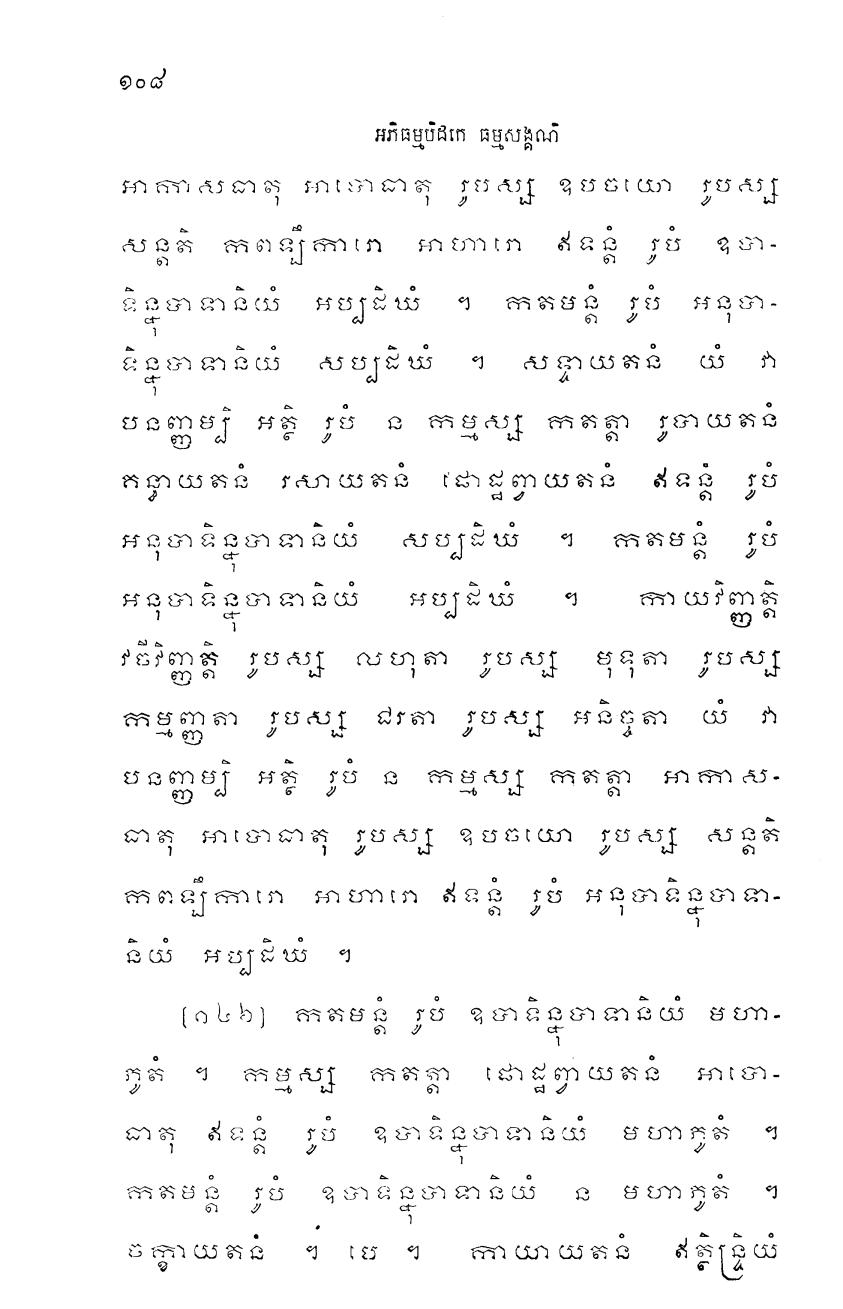 ១០៨
អភិធម្មបិដកេ ធម្មសង្គណិ
អាកាសធាតុ អាបោធាតុ រូបស្ស ឧបចយោ រូបស្ស
សន្តតិ កពឡីការោ អាហារោ ឥទន្តំ រូបំ ឧបា-
ទិន្នុបាទានិយំ អប្បដិឃំ ។ កតមន្តំ រូបំ អនុបា-
ទិន្នុបាទានិយំ សប្បដិឃំ ។ សទ្ទាយតនំ យំ វា
បនញ្ញម្បិ អត្ថិ រូបំ ន កម្មស្ស កតត្តា រូបាយតនំ
គន្ធាយតនំ រសាយតនំ ផោដ្ឋព្វាយតនំ ឥទន្តំ រូបំ
អនុបាទិន្នុបាទានិយំ សប្បដិឃំ ។ កតមន្តំ រូបំ
អនុបាទិន្នុបាទានិយំ អប្បដិឃំ ។ កាយវិញ្ញត្តិ
វចីវិញ្ញត្តិ រូបស្ស លហុតា រូបស្ស មុទុតា រូបស្ស
កម្មញ្ញតា រូបស្ស ជរតា រូបស្ស អនិច្ចតា យំ វា
បនញ្ញម្បិ អត្ថិ រូបំ ន កម្មស្ស កតត្តា អាកាស-
ធាតុ អាបោធាតុ រូបស្ស ឧបចយោ រូបស្ស សន្តតិ
កពឡីការោ អាហារោ ឥទន្តំ រូបំ អនុបាទិន្នុបាទា-
និយំ អប្បដិឃំ ។
[១៤៦] កតមន្តំ រូបំ ឧបាទិន្នុបាទានិយំ មហា-
ភូតំ ។ កម្មស្ស កតត្តា ផោដ្ឋព្វាយតនំ អាបោ-
ធាតុ ឥទន្តំ រូបំ ឧបាទិន្នុបាទានិយំ មហាភូតំ ។
កតមន្តំ រូបំ ឧបាទិន្នុបាទានិយំ ន មហាភូតំ ។
ចក្ខាយតនំ ។ បេ ។ កាយាយតនំ ឥត្ថិន្ទ្រិយំ